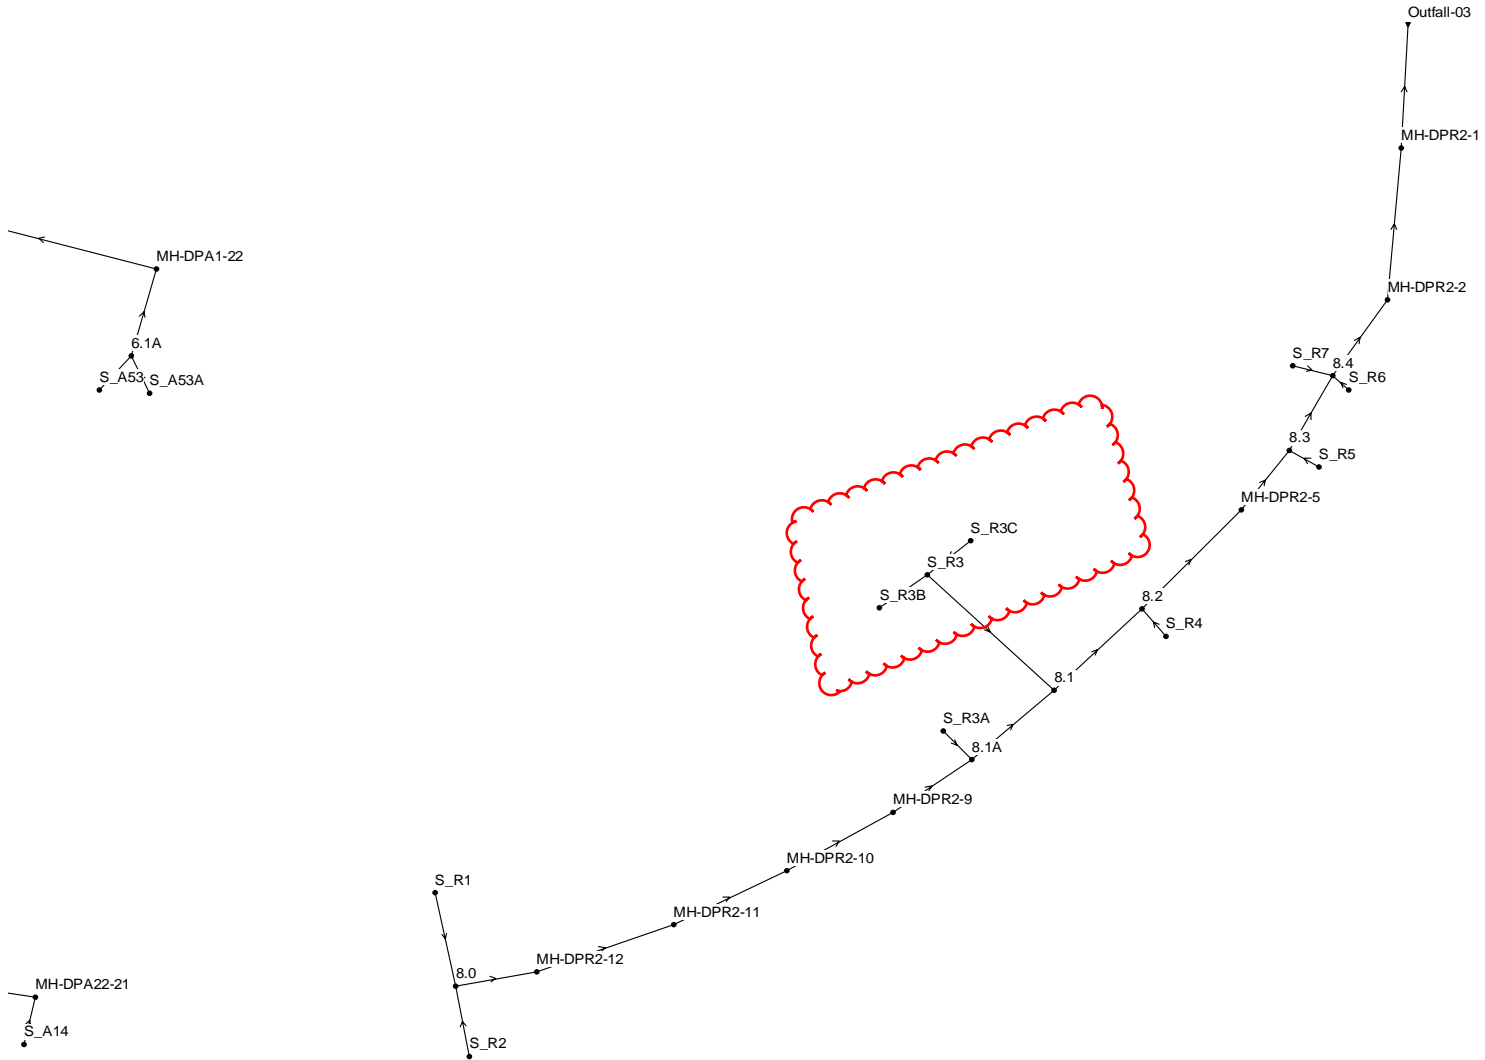 Outfall-03
MH-DPR2-1
MH-DPA1-22
MH-DPR2-2
6.1A
S_R7
8.4
S_A53
S_A53A
S_R6
8.3
S_R5
MH-DPR2-5
S_R3C
S_R3
S_R3B
8.2
S_R4
8.1
S_R3A
8.1A
MH-DPR2-9
MH-DPR2-10
S_R1
MH-DPR2-11
MH-DPR2-12
8.0
MH-DPA22-21
S_A14
S_R2